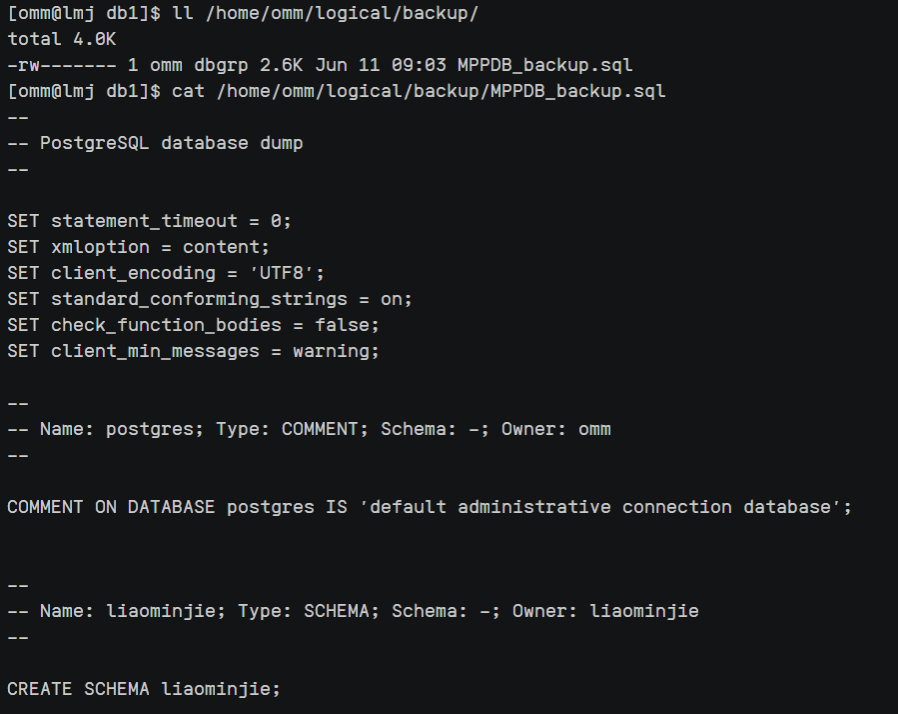 [omm@lmj db1]$ ll /home/omm/logical/backup/
total 4.0K
-rw------- 1 omm dbgrp 2.6K Jun 11 09:03 MPPDB_backup.sql
[omm@lmj db1]$ cat /home/omm/logical/backup/MPPDB_backup.sql
--
-- PostgreSQL database dump
--
SET statement_timeout = 0;
SET xmloption = content;
SET client_encoding = 'UTF8';
SET standard_conforming_strings = on;
SET check_function_bodies = false;
SET client_min_messages = warning;
--
-- Name: postgres; Type: COMMENT; Schema: -; Owner: omm
--
COMMENT ON DATABASE postgres IS 'default administrative connection database';
--
-- Name: liaominjie; Type: SCHEMA; Schema: -; Owner: liaominjie
--
CREATE SCHEMA liaominjie;